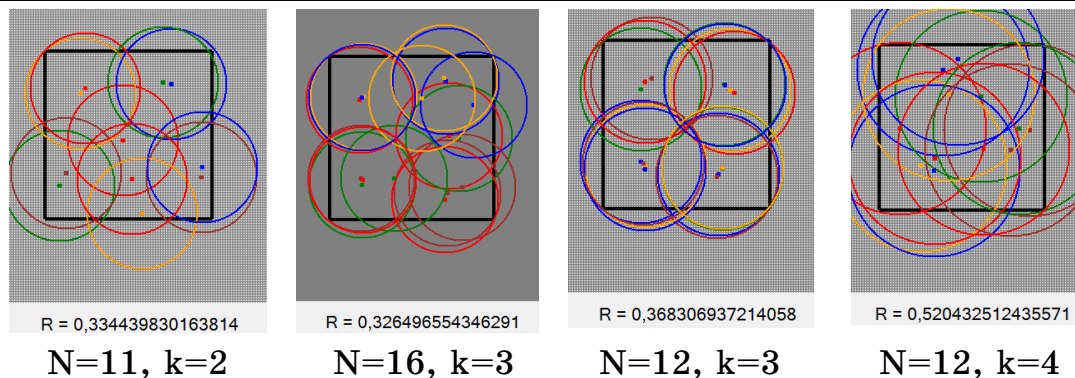 R = 0,334439830163814
R = 0,326496554346291
R = 0,368306937214058
R = 0,520432512435571
N=11, k=2
N=16, k=3
N=12, k=3
N=12, k=4